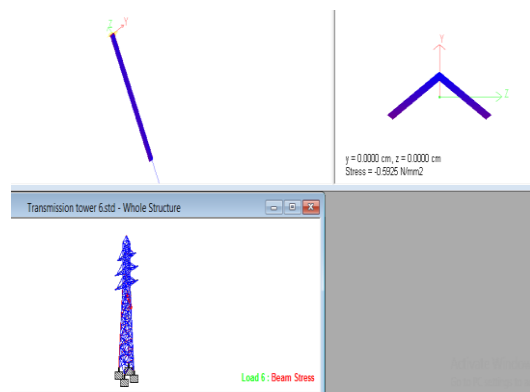 Z Y
Y
Z
y = 0.0000 cm, z = 0.0000 cm
Stress = -0.5925 N/mm2
Transmission tower 6.std - Whole Structure
Load 6 : Beam Stress